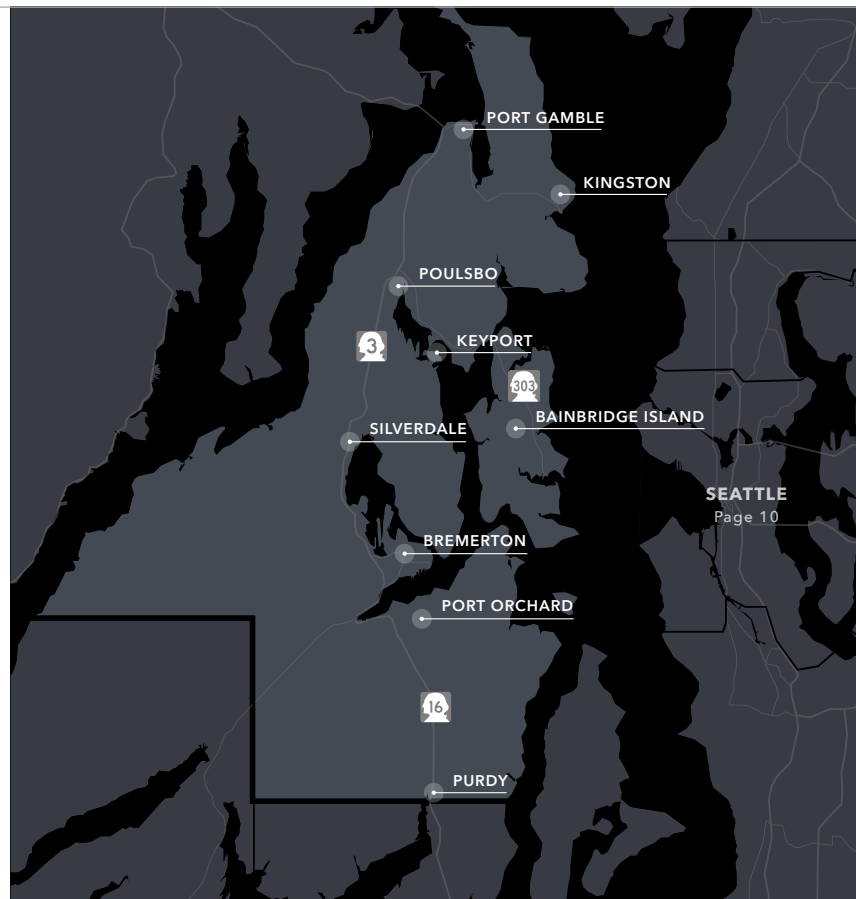 PORT GAMBLE
KINGSTON
POULSBO
KEYPORT
3
303
BAINBRIDGE ISLAND
SILVERDALE
SEATTLE
Page 10
BREMERTON
PORT ORCHARD
16
PURDY